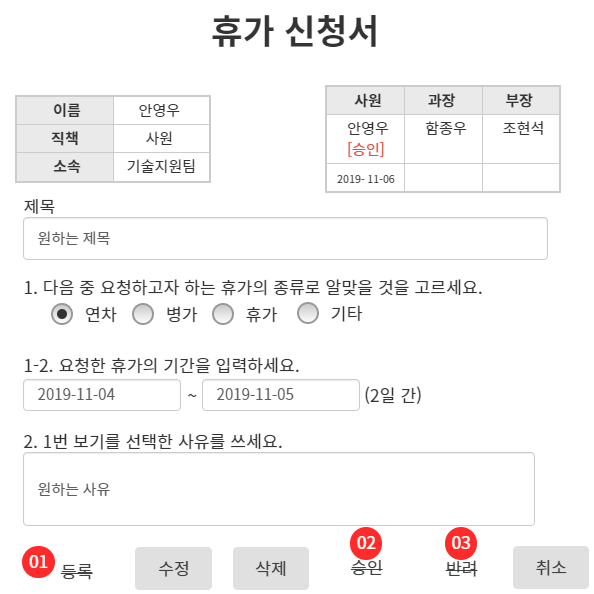 휴가 신청서
이름 안영우
직책 사원
소속 기술지원팀
사원 과장 부장
안영우 함종우 조현석
[승인]
2019- 11-06
제목
원하는 제목
1. 다음 중 요청하고자 하는 휴가의 종류로 알맞을 것을 고르세요.
연차 병가 휴가 기타
1-2. 요청한 휴가의 기간을 입력하세요.
2019-11-04 ~ 2019-11-05 (2일 간)
2. 1번 보기를 선택한 사유를 쓰세요.
원하는 사유
01 등록 수정 삭제 02 승인 03 반려 취소